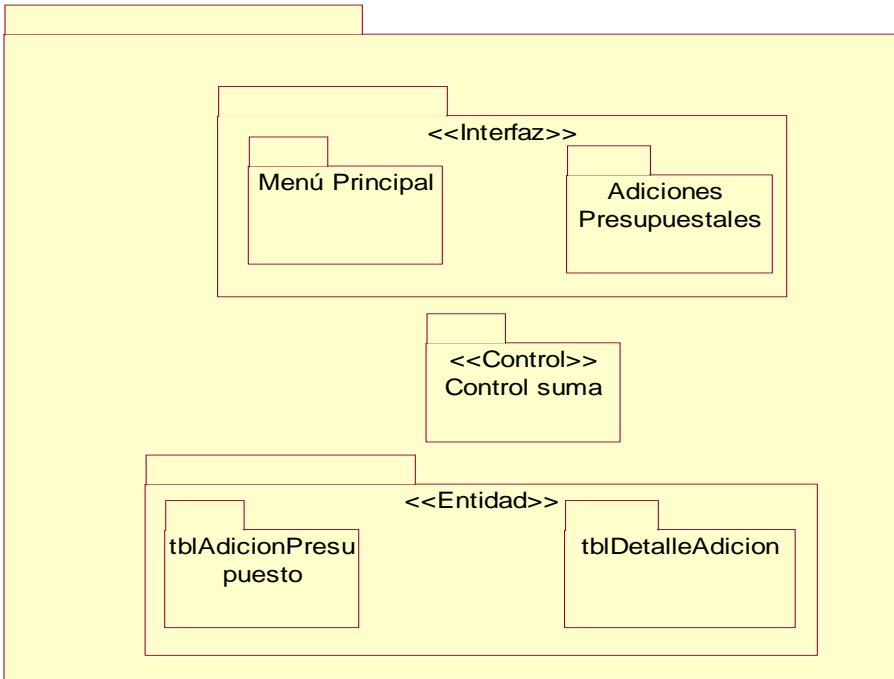 <<Interfaz>>
Menú Principal
Adiciones
Presupuestales
<<Control>>
Control suma
<<Entidad>>
tblAdicionPresu
puesto
tblDetalleAdicion